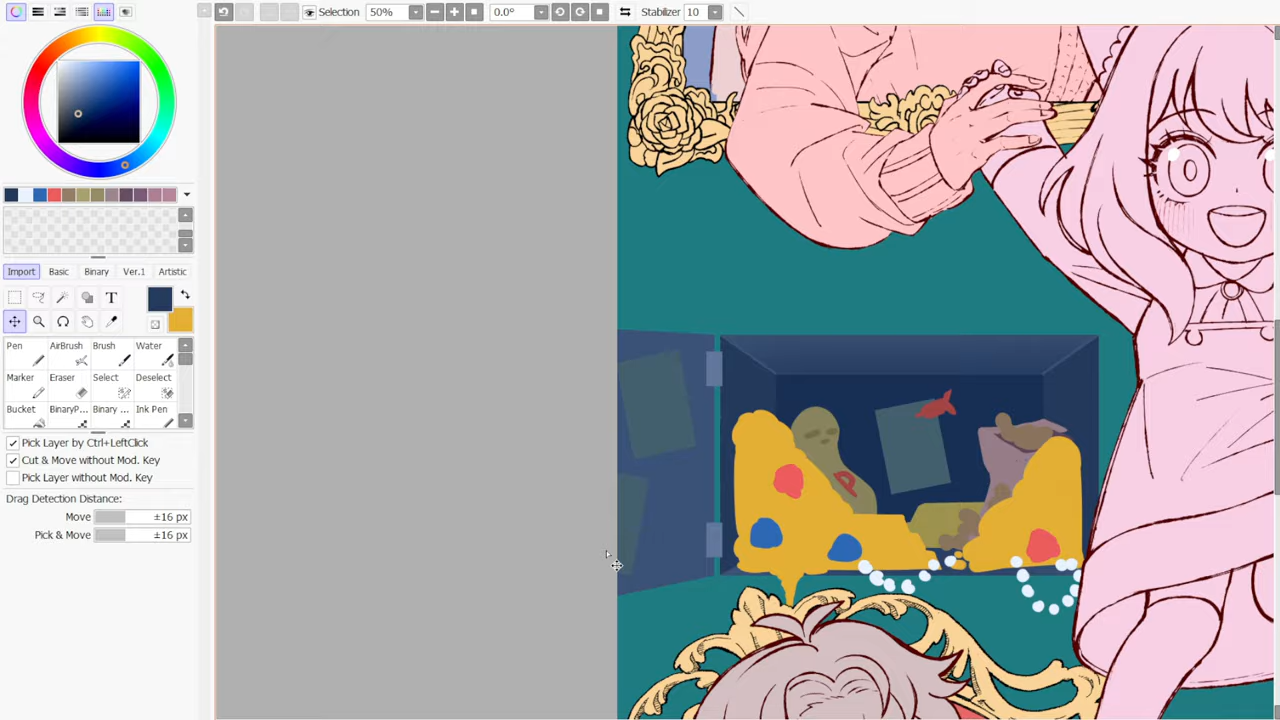 Selection 50% 0.0° Stabilizer 10
Import Basic Binary Ver.1 Artistic
T
Pen AirBrush Brush Water
Marker Eraser Select Deselect
Bucket BinaryP... Binary ... Ink Pen
Pick Layer by Ctrl+LeftClick
Cut & Move without Mod. Key
Pick Layer without Mod. Key
Drag Detection Distance:
Move ±16 px
Pick & Move ±16 px
P